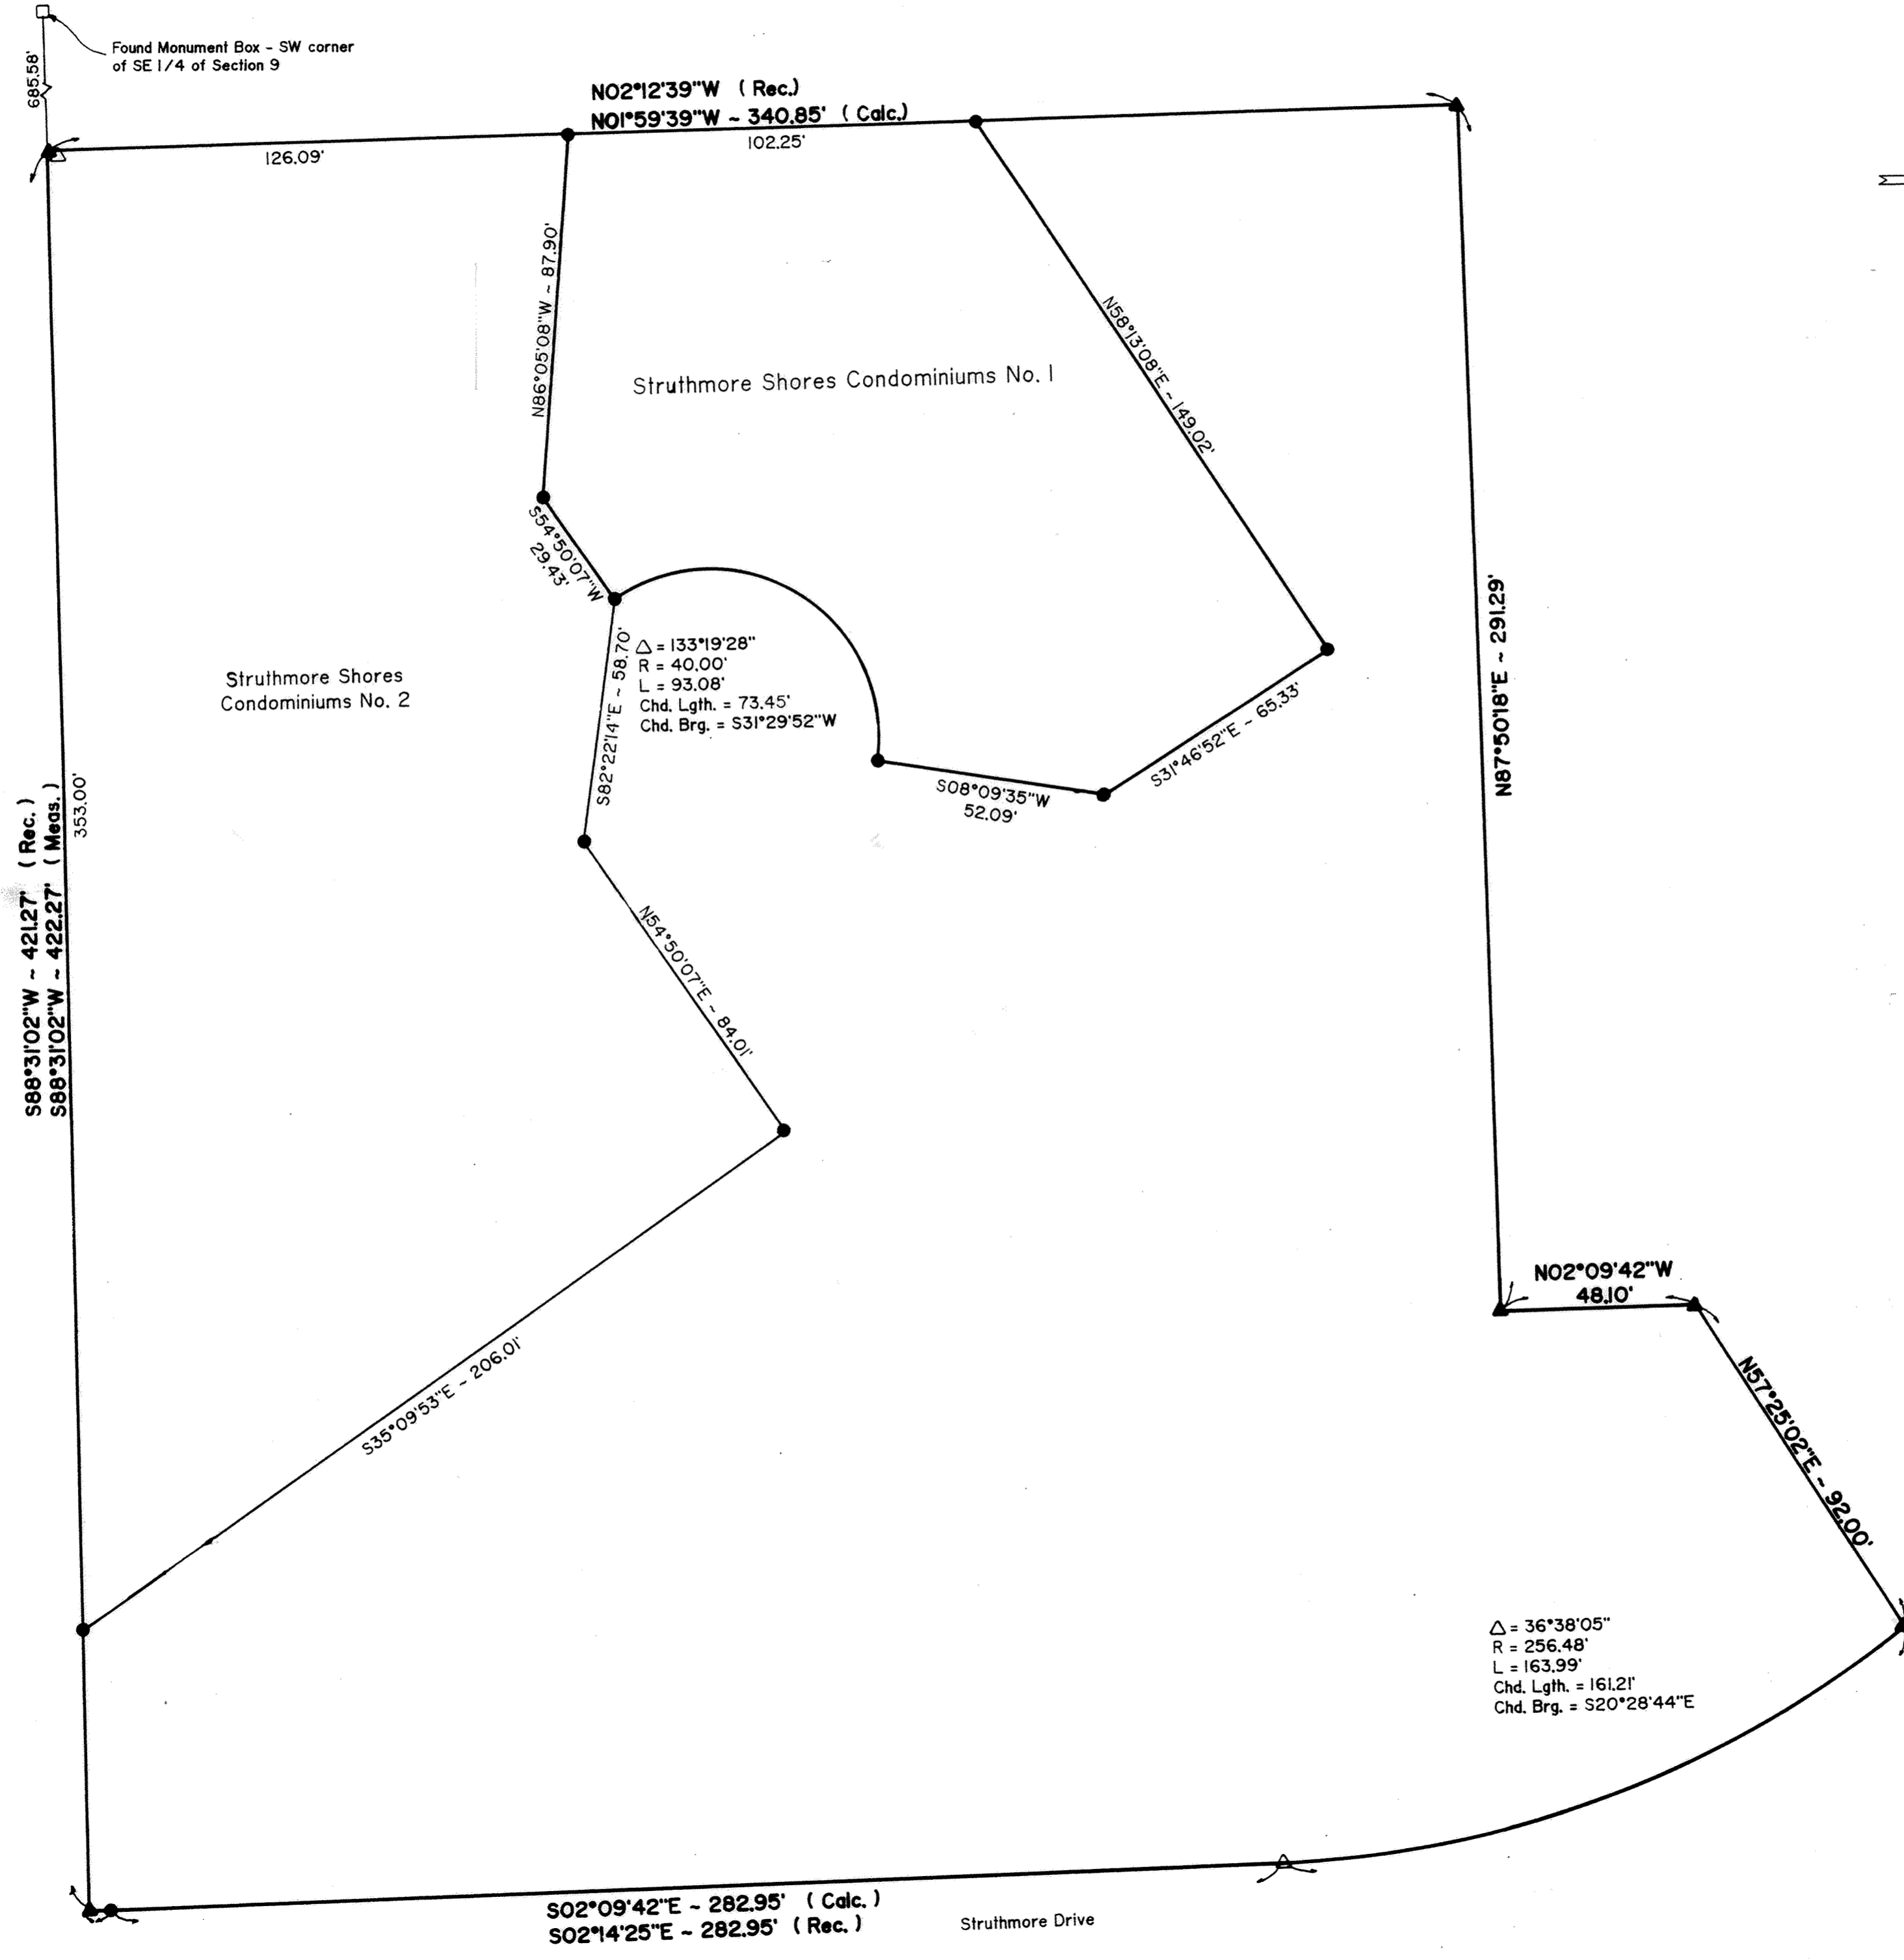 685.58'
Found Monument Box - SW corner
of SE 1/4 of Section 9
N02°12'39"W ( Rec.)
N01°59'39"W ~ 340.85' ( Calc.)
126.09'
102.25'
N86°05'08"W ~ 87.90'
N58°13'08"E ~ 149.02'
Struthmore Shores Condominiums No. 1
S54°50'07"W
29.43'
S82°22'14"E ~ 58.70'
△ = 133°19'28"
R = 40.00'
L = 93.08'
Chd. Lgth. = 73.45'
Chd. Brg. = S31°29'52"W
Struthmore Shores
Condominiums No. 2
S08°09'35"W
52.09'
S31°46'52"E ~ 65.33'
N87°50'18"E ~ 291.29'
S88°31'02"W ~ 421.27' ( Rec. )
S88°31'02"W ~ 422.27' ( Meas. )
353.00'
N54°50'07"E ~ 84.01'
S35°09'53"E ~ 206.01'
N02°09'42"W
48.10'
N57°25'02"E ~ 92.00'
△ = 36°38'05"
R = 256.48'
L = 163.99'
Chd. Lgth. = 161.21'
Chd. Brg. = S20°28'44"E
S02°09'42"E ~ 282.95' ( Calc. )
S02°14'25"E ~ 282.95' ( Rec. )
Struthmore Drive